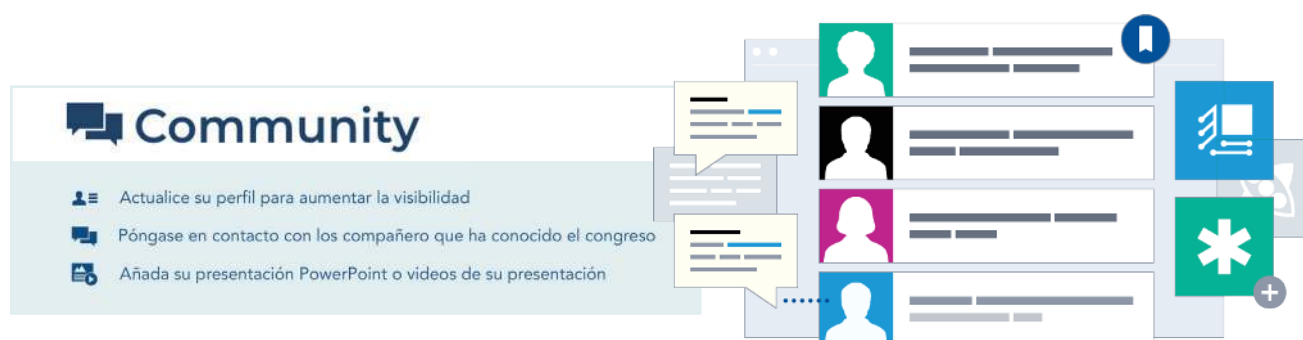 Community
Actualice su perfil para aumentar la visibilidad
Póngase en contacto con los compañero que ha conocido el congreso
Añada su presentación PowerPoint o videos de su presentación